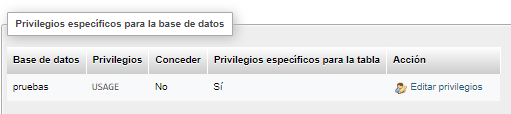 Privilegios específicos para la base de datos
Base de datos Privilegios Conceder Privilegios específicos para la tabla Acción
pruebas USAGE No Sí Editar privilegios